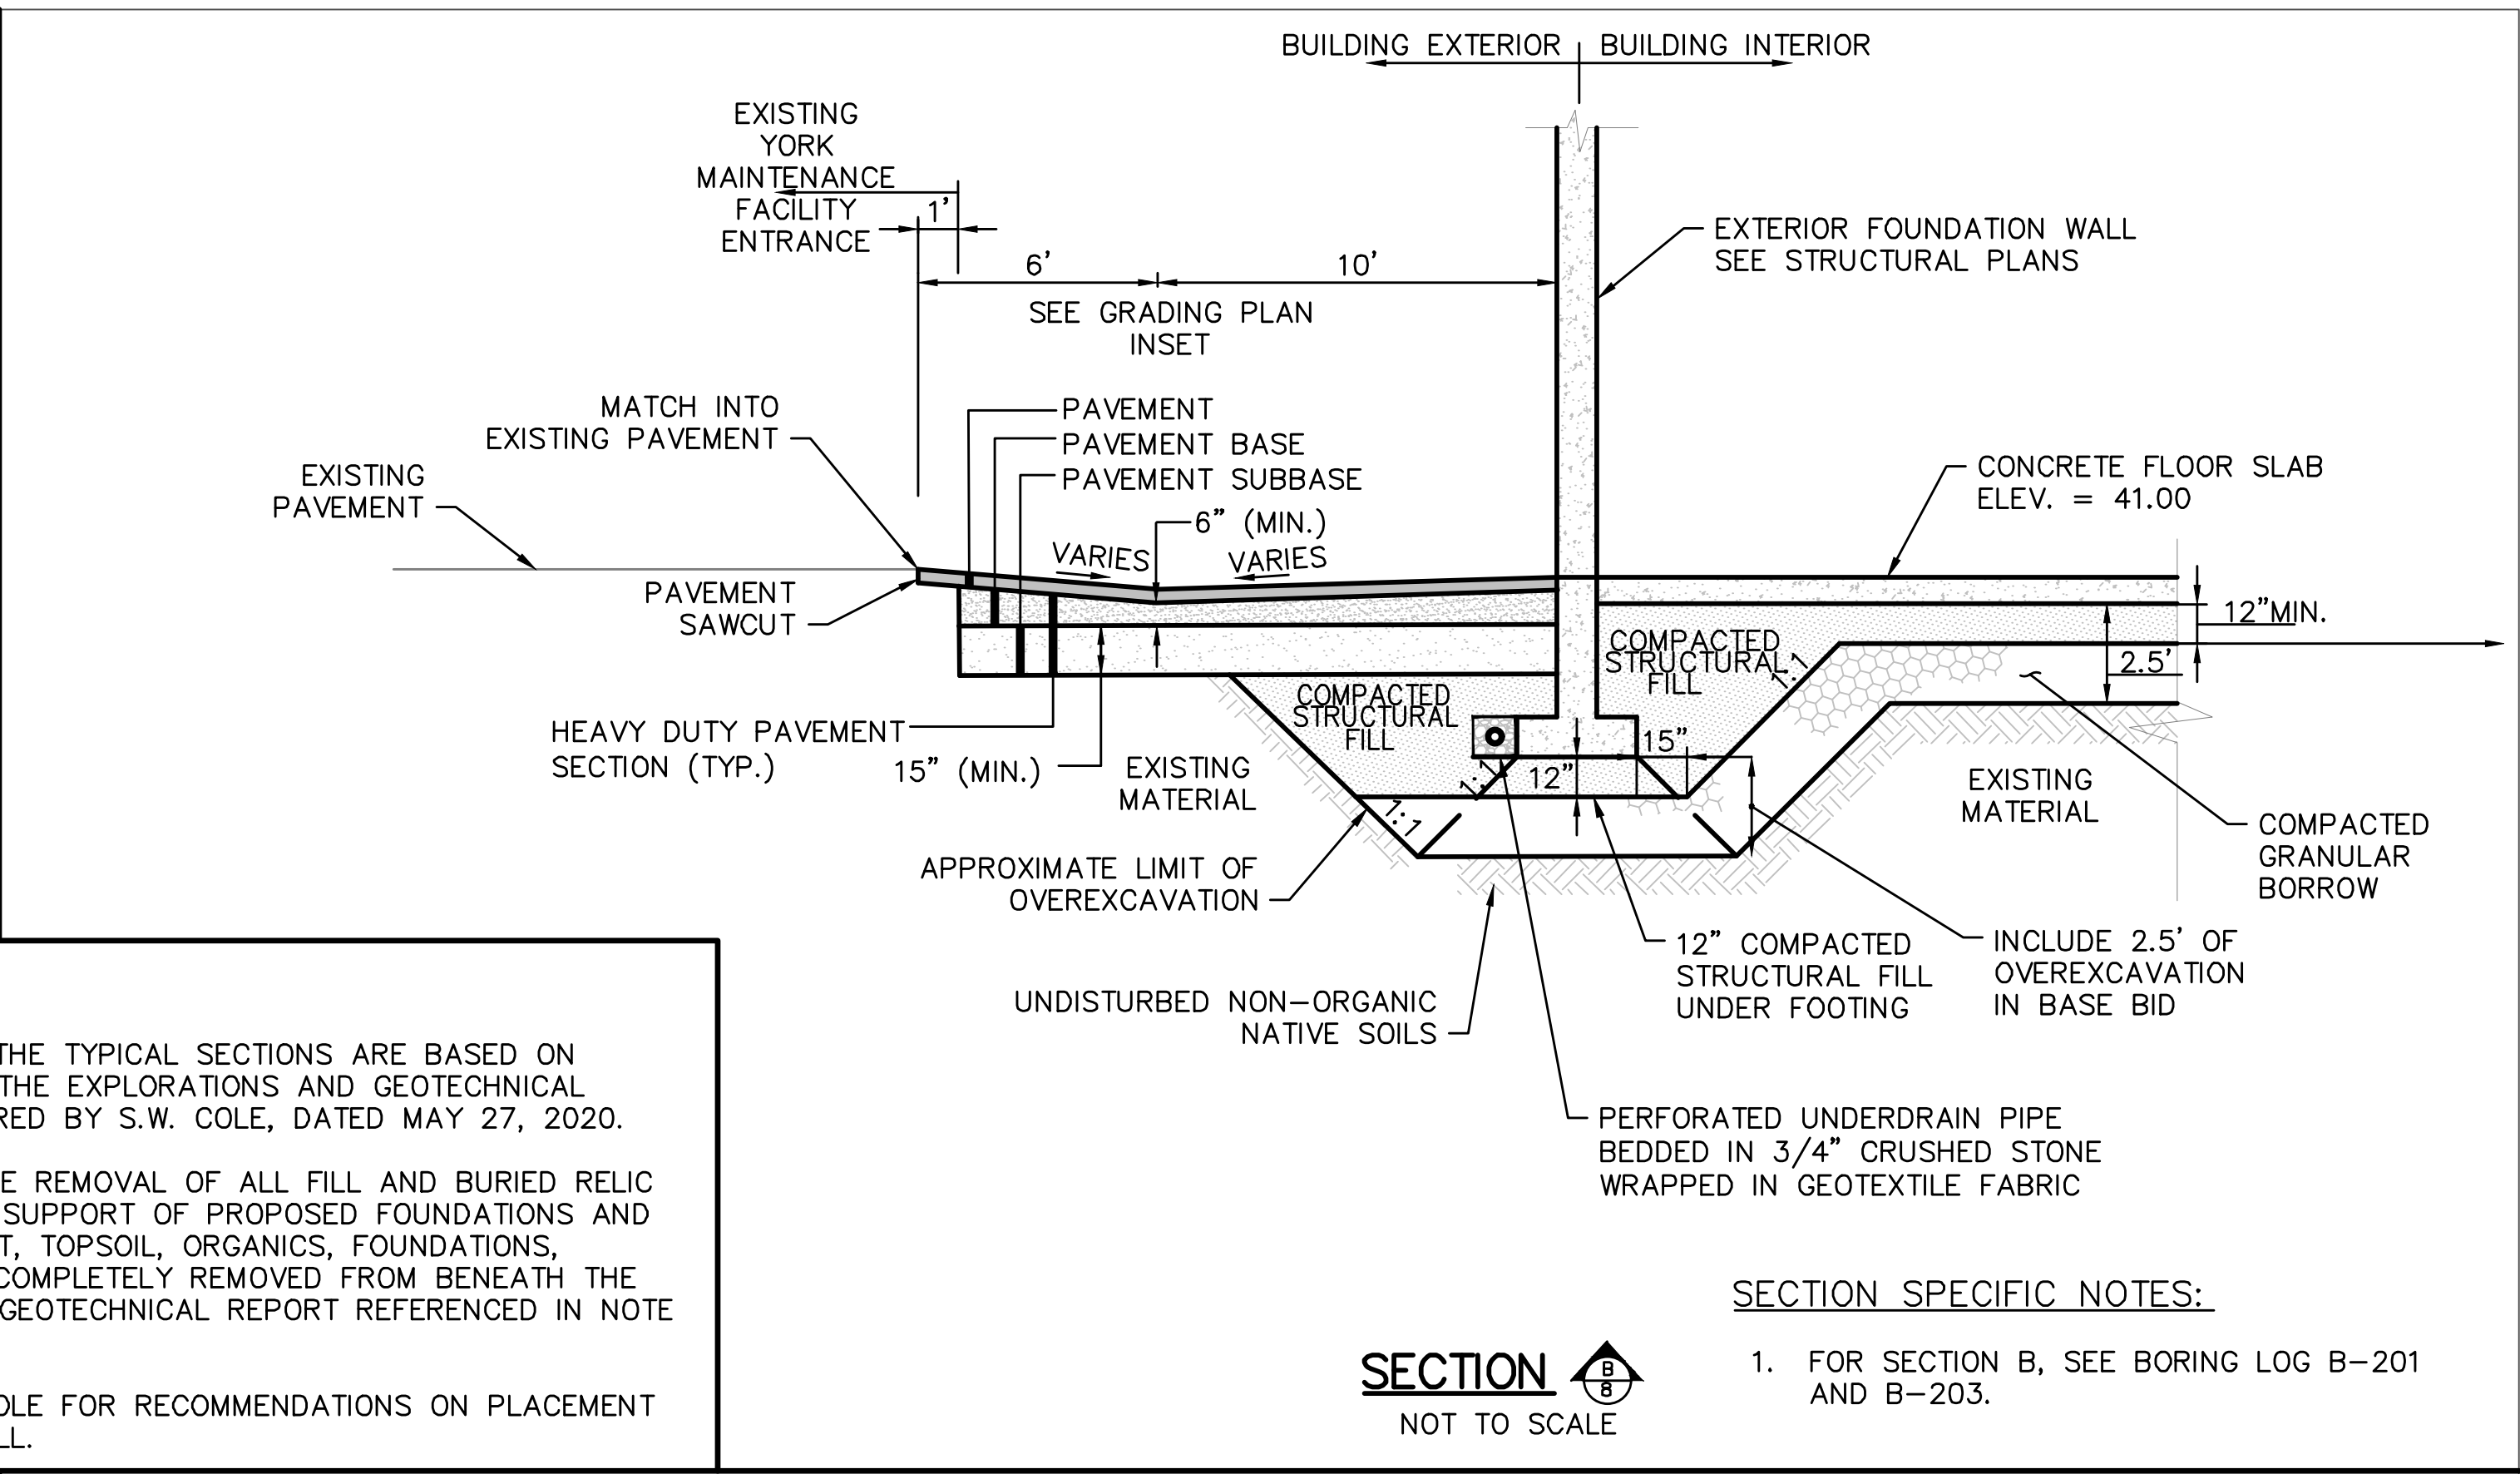 BUILDING EXTERIOR
BUILDING INTERIOR
EXISTING
YORK
MAINTENANCE
FACILITY
ENTRANCE
1'
6'
10'
SEE GRADING PLAN
INSET
EXTERIOR FOUNDATION WALL
SEE STRUCTURAL PLANS
MATCH INTO
EXISTING PAVEMENT
PAVEMENT
PAVEMENT BASE
PAVEMENT SUBBASE
EXISTING
PAVEMENT
6" (MIN.)
VARIES
VARIES
CONCRETE FLOOR SLAB
ELEV. = 41.00
PAVEMENT
SAWCUT
12"MIN.
2.5'
COMPACTED
STRUCTURAL
FILL
1:1
COMPACTED
STRUCTURAL
FILL
HEAVY DUTY PAVEMENT
SECTION (TYP.)
15" (MIN.)
EXISTING
MATERIAL
15"
12"
1:1
1:1
EXISTING
MATERIAL
COMPACTED
GRANULAR
BORROW
APPROXIMATE LIMIT OF
OVEREXCAVATION
12" COMPACTED
STRUCTURAL FILL
UNDER FOOTING
INCLUDE 2.5' OF
OVEREXCAVATION
IN BASE BID
UNDISTURBED NON-ORGANIC
NATIVE SOILS
PERFORATED UNDERDRAIN PIPE
BEDDED IN 3/4" CRUSHED STONE
WRAPPED IN GEOTEXTILE FABRIC
THE TYPICAL SECTIONS ARE BASED ON
THE EXPLORATIONS AND GEOTECHNICAL
RED BY S.W. COLE, DATED MAY 27, 2020.
E REMOVAL OF ALL FILL AND BURIED RELIC
SUPPORT OF PROPOSED FOUNDATIONS AND
T, TOPSOIL, ORGANICS, FOUNDATIONS,
COMPLETELY REMOVED FROM BENEATH THE
GEOTECHNICAL REPORT REFERENCED IN NOTE
OLE FOR RECOMMENDATIONS ON PLACEMENT
LL.
SECTION
B
8
NOT TO SCALE
SECTION SPECIFIC NOTES:
1. FOR SECTION B, SEE BORING LOG B-201
AND B-203.